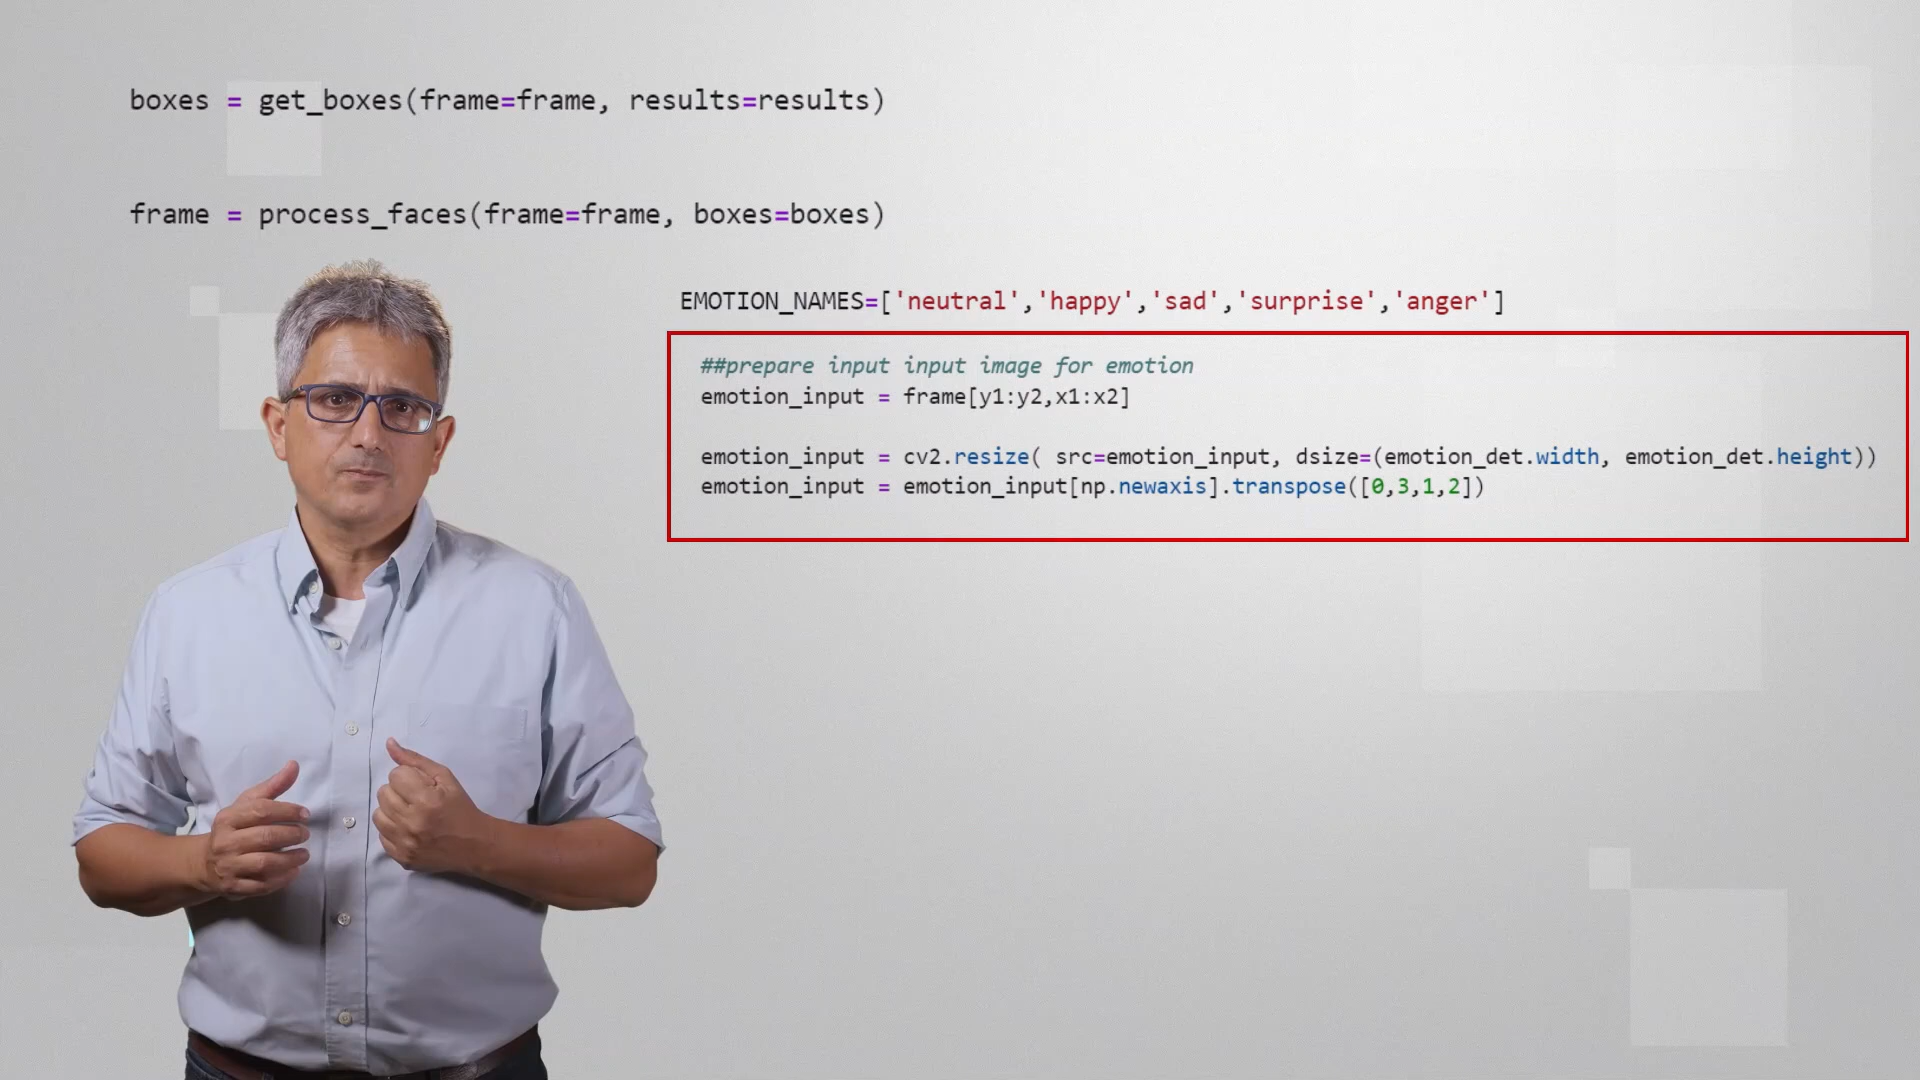 boxes = get_boxes(frame=frame, results=results)
frame = process_faces(frame=frame, boxes=boxes)
EMOTION_NAMES=['neutral','happy','sad','surprise','anger']
##prepare input input image for emotion
emotion_input = frame[y1:y2,x1:x2]
emotion_input = cv2.resize( src=emotion_input, dsize=(emotion_det.width, emotion_det.height))
emotion_input = emotion_input[np.newaxis].transpose([0,3,1,2])